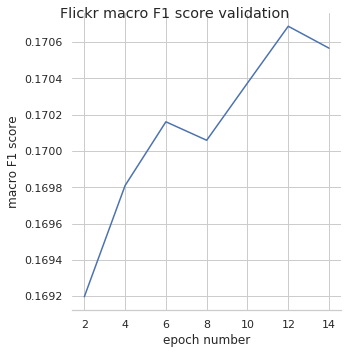 Flickr macro F1 score validation
0.1706
0.1704
0.1702
0.1700
0.1698
0.1696
0.1694
0.1692
macro F1 score
2 4 6 8 10 12 14
epoch number